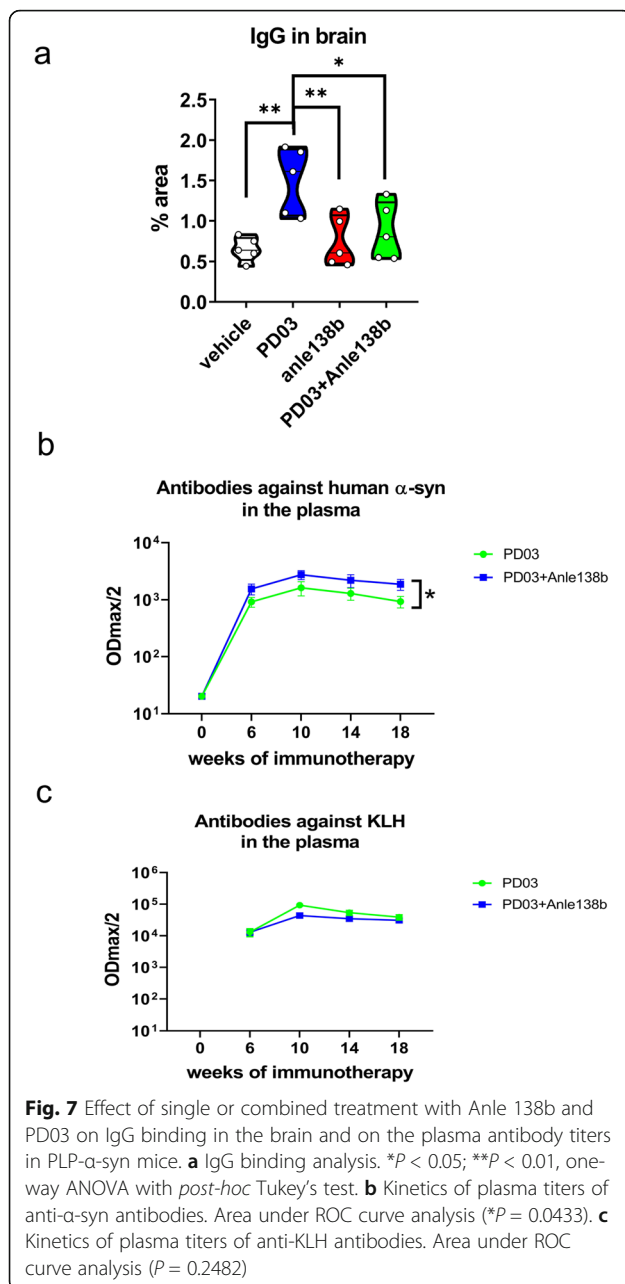 a
IgG in brain
*
**
**
% area
2.5
2.0
1.5
1.0
0.5
0.0
vehicle
PD03
anle138b
PD03+Anle138b
b
Antibodies against human α-syn
in the plasma
ODmax/2
10⁴
10³
10²
10¹
0 6 10 14 18
weeks of immunotherapy
PD03
PD03+Anle138b
*
c
Antibodies against KLH
in the plasma
ODmax/2
10⁶
10⁵
10⁴
10³
10²
10¹
0 6 10 14 18
weeks of immunotherapy
PD03
PD03+Anle138b
Fig. 7 Effect of single or combined treatment with Anle 138b and
PD03 on IgG binding in the brain and on the plasma antibody titers
in PLP-α-syn mice. a IgG binding analysis. *P < 0.05; **P < 0.01, one-
way ANOVA with post-hoc Tukey's test. b Kinetics of plasma titers of
anti-α-syn antibodies. Area under ROC curve analysis (*P = 0.0433). c
Kinetics of plasma titers of anti-KLH antibodies. Area under ROC
curve analysis (P = 0.2482)